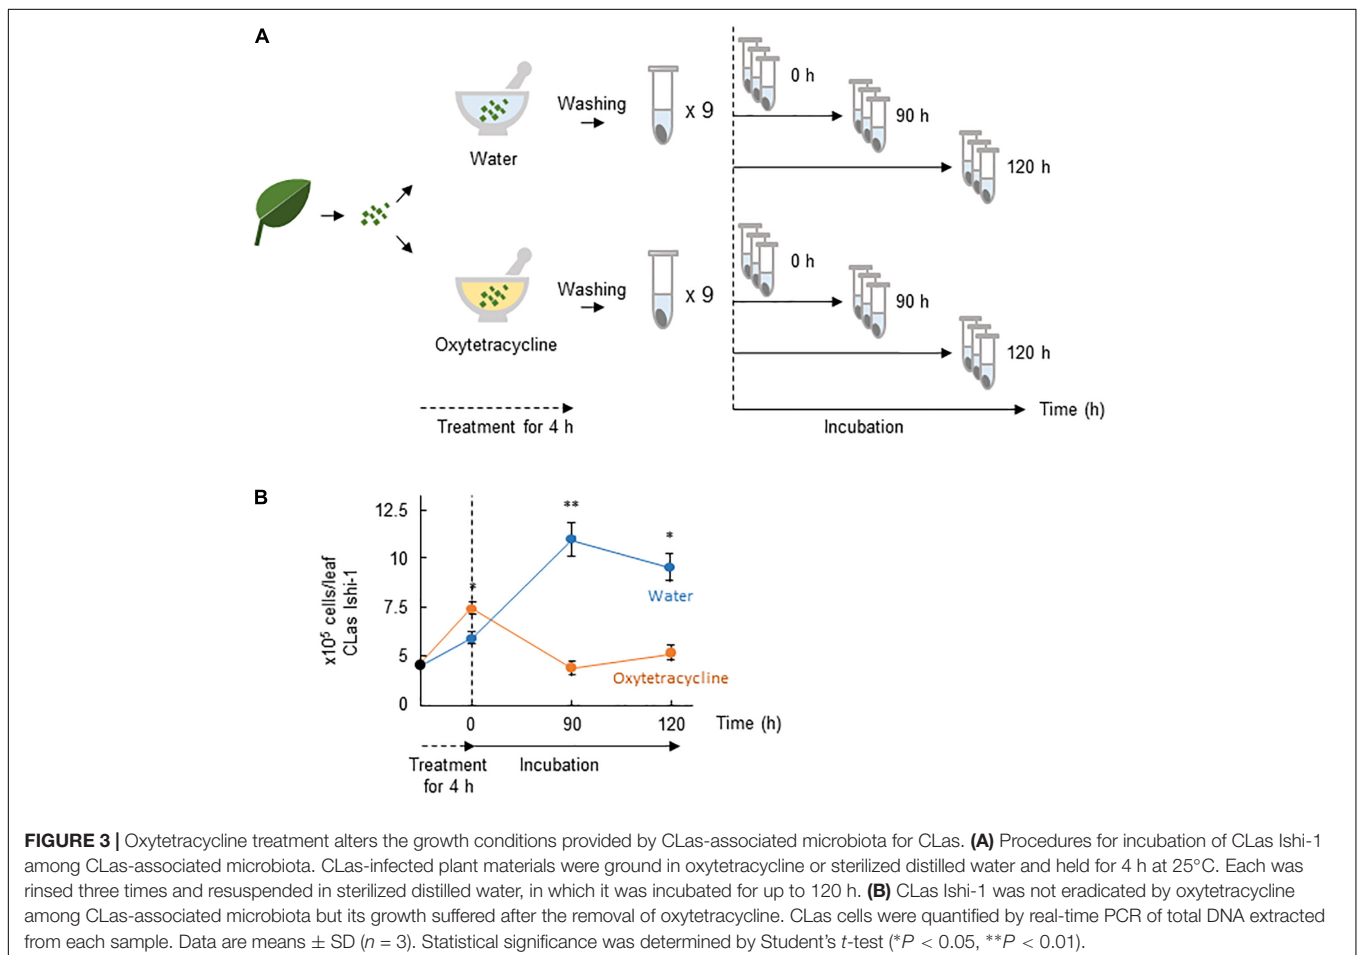 A
Washing
x 9
0 h
90 h
Water
120 h
Washing
x 9
0 h
90 h
Oxytetracycline
120 h
Treatment for 4 h
Incubation
Time (h)
B
x10⁵ cells/leaf
CLas Ishi-1
12.5
10
7.5
5
0
*
**
*
Water
Oxytetracycline
0
90
120
Time (h)
Treatment
for 4 h
Incubation
FIGURE 3 | Oxytetracycline treatment alters the growth conditions provided by CLas-associated microbiota for CLas. (A) Procedures for incubation of CLas Ishi-1
among CLas-associated microbiota. CLas-infected plant materials were ground in oxytetracycline or sterilized distilled water and held for 4 h at 25°C. Each was
rinsed three times and resuspended in sterilized distilled water, in which it was incubated for up to 120 h. (B) CLas Ishi-1 was not eradicated by oxytetracycline
among CLas-associated microbiota but its growth suffered after the removal of oxytetracycline. CLas cells were quantified by real-time PCR of total DNA extracted
from each sample. Data are means ± SD (n = 3). Statistical significance was determined by Student's t-test (*P < 0.05, **P < 0.01).